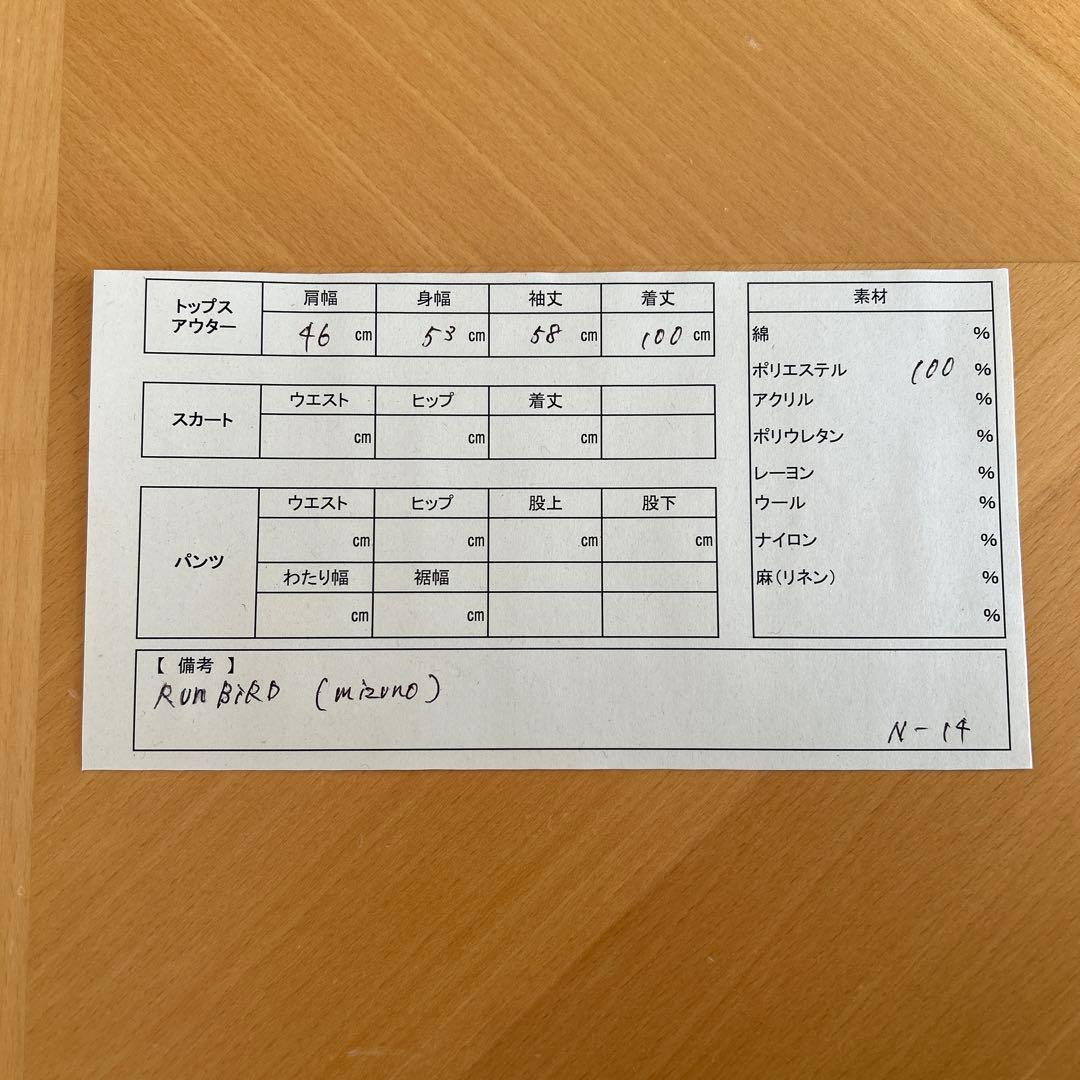 トップス
アウター
肩幅 身幅 袖丈 着丈
46 cm 53 cm 58 cm 100 cm
スカート
ウエスト ヒップ 着丈
cm cm cm
パンツ
ウエスト ヒップ 股上 股下
cm cm cm cm
わたり幅 裾幅
cm cm
素材
綿 %
ポリエステル 100 %
アクリル %
ポリウレタン %
レーヨン %
ウール %
ナイロン %
麻(リネン) %
%
【 備考 】
RUN BiRD (mizuno)
N-14